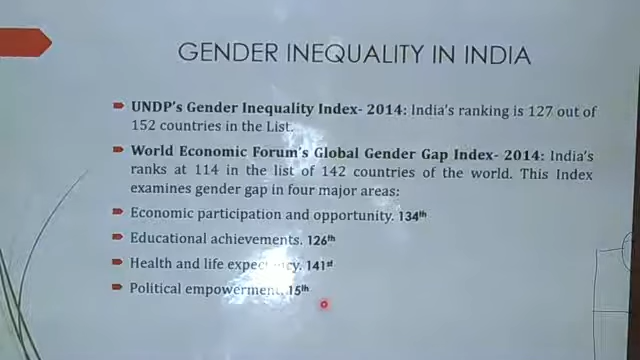 GENDER INEQUALITY IN INDIA
UNDP's Gender Inequality Index- 2014: India's ranking is 127 out of
152 countries in the List.
World Economic Forum's Global Gender Gap Index- 2014: India's
ranks at 114 in the list of 142 countries of the world. This Index
examines gender gap in four major areas:
Economic participation and opportunity. 134th
Educational achievements. 126th
Health and life expectancy. 141st
Political empowerment. 15th